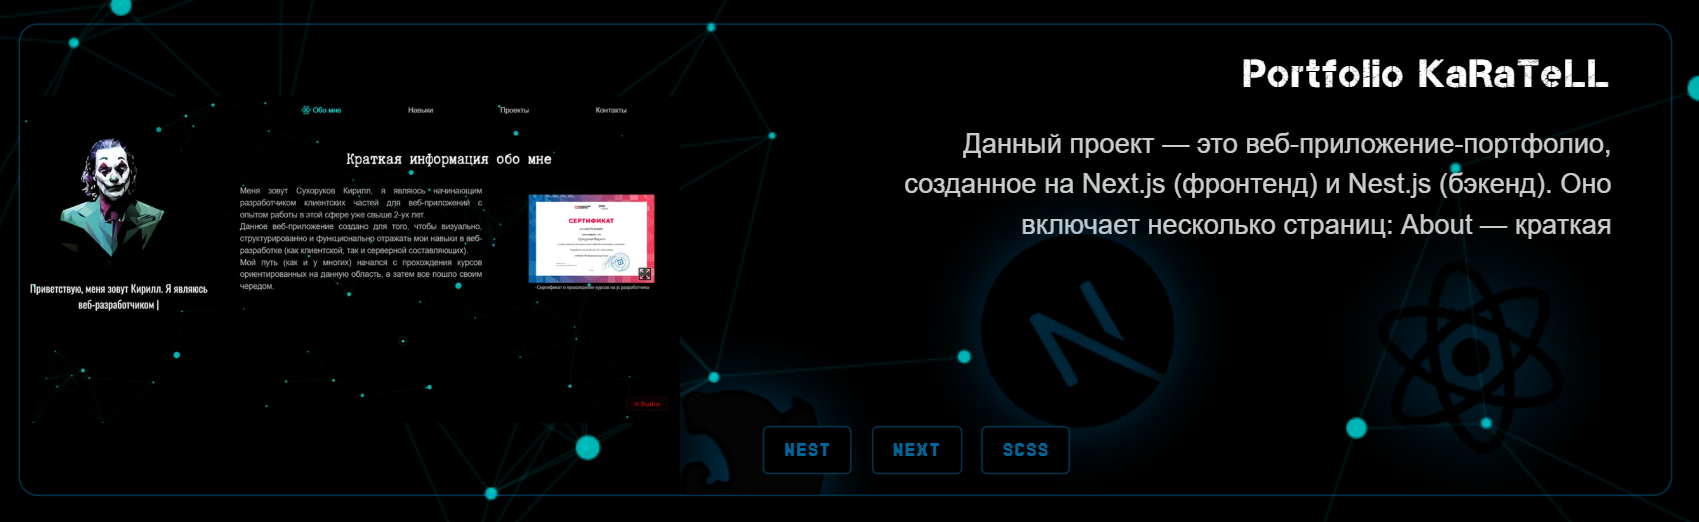 Portfolio KaRaTeLL
Данный проект — это веб-приложение-портфолио,
созданное на Next.js (фронтенд) и Nest.js (бэкенд). Оно
включает несколько страниц: About — краткая
Обо мне
Навыки
Проекты
Контакты
Краткая информация обо мне
Меня зовут Сухоруков Кирилл, я являюсь начинающим
разработчиком клиентских частей для веб-приложений с
опытом работы в этой сфере уже свыше 2-ух лет.
Данное веб-приложение создано для того, чтобы визуально,
структурированно и функционально отражать мои навыки в веб-
разработке (как клиентской, так и серверной составляющих).
Мой путь (как и у многих) начался с прохождения курсов
ориентированных на данную область, а затем все пошло своим
чередом.
СЕРТИФИКАТ
Сертификат о прохождении курсов на js разработчика
Приветствую, меня зовут Кирилл. Я являюсь
веб-разработчиком |
Выйти
NEST
NEXT
SCSS